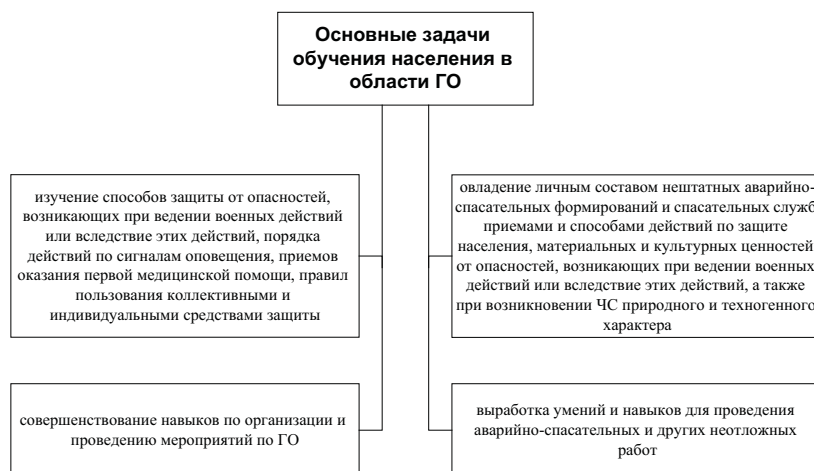 Основные задачи
обучения населения в
области ГО
изучение способов защиты от опасностей,
возникающих при ведении военных действий
или вследствие этих действий, порядка
действий по сигналам оповещения, приемов
оказания первой медицинской помощи, правил
пользования коллективными и
индивидуальными средствами защиты
овладение личным составом нештатных аварийно-
спасательных формирований и спасательных служб
приемами и способами действий по защите
населения, материальных и культурных ценностей
от опасностей, возникающих при ведении военных
действий или вследствие этих действий, а также
при возникновении ЧС природного и техногенного
характера
совершенствование навыков по организации и
проведению мероприятий по ГО
выработка умений и навыков для проведения
аварийно-спасательных и других неотложных
работ